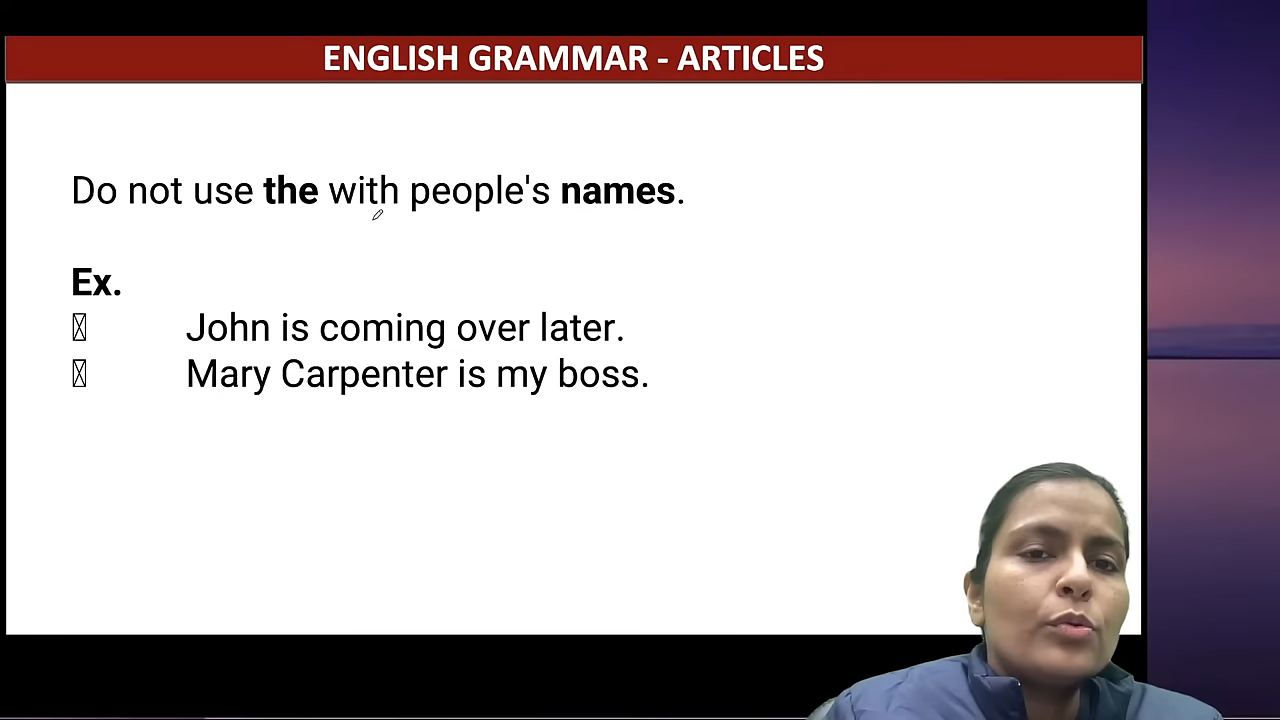 ENGLISH GRAMMAR - ARTICLES
Do not use the with people's names.
Ex.
John is coming over later.
Mary Carpenter is my boss.